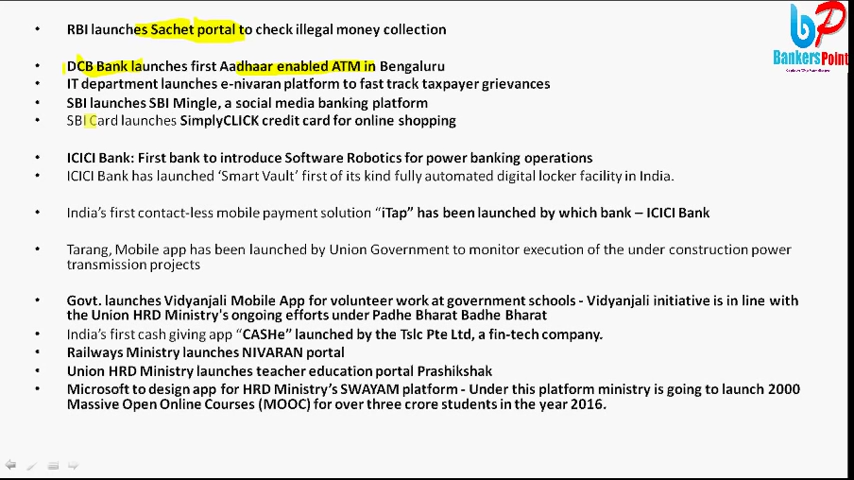 RBI launches Sachet portal to check illegal money collection
DCB Bank launches first Aadhaar enabled ATM in Bengaluru
IT department launches e-nivaran platform to fast track taxpayer grievances
SBI launches SBI Mingle, a social media banking platform
SBI Card launches SimplyCLICK credit card for online shopping
ICICI Bank: First bank to introduce Software Robotics for power banking operations
ICICI Bank has launched ‘Smart Vault’ first of its kind fully automated digital locker facility in India.
India’s first contact-less mobile payment solution “iTap” has been launched by which bank – ICICI Bank
Tarang, Mobile app has been launched by Union Government to monitor execution of the under construction power
transmission projects
Govt. launches Vidyanjali Mobile App for volunteer work at government schools - Vidyanjali initiative is in line with
the Union HRD Ministry's ongoing efforts under Padhe Bharat Badhe Bharat
India’s first cash giving app “CASHe” launched by the Tslc Pte Ltd, a fin-tech company.
Railways Ministry launches NIVARAN portal
Union HRD Ministry launches teacher education portal Prashikshak
Microsoft to design app for HRD Ministry’s SWAYAM platform - Under this platform ministry is going to launch 2000
Massive Open Online Courses (MOOC) for over three crore students in the year 2016.
bP
BankersPoint